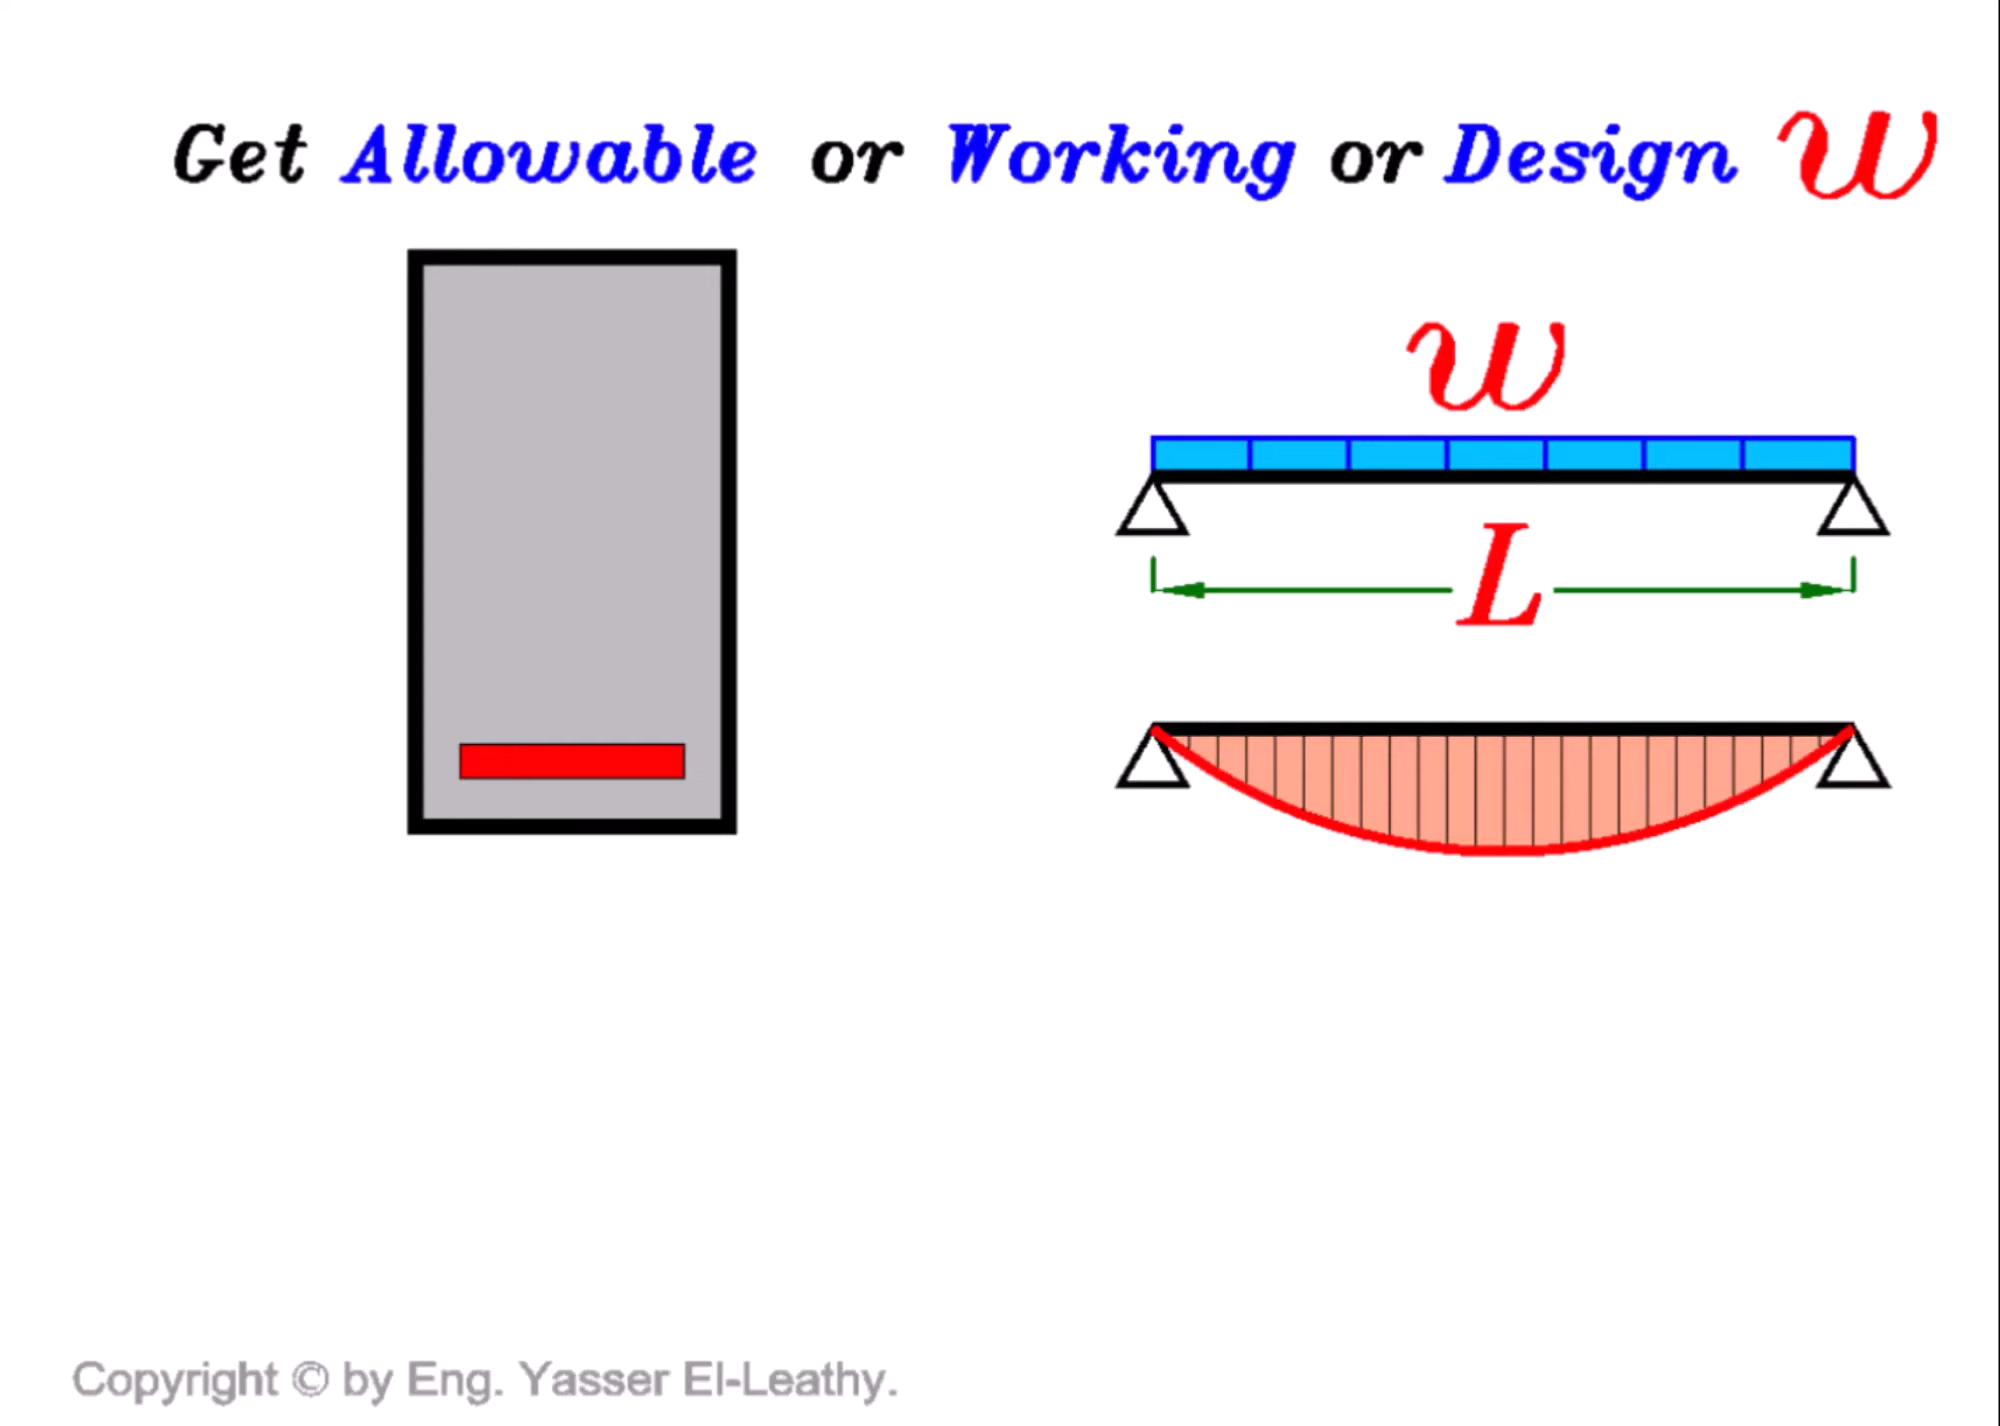 Get Allowable or Working or Design w
w
L
Copyright © by Eng. Yasser El-Leathy.